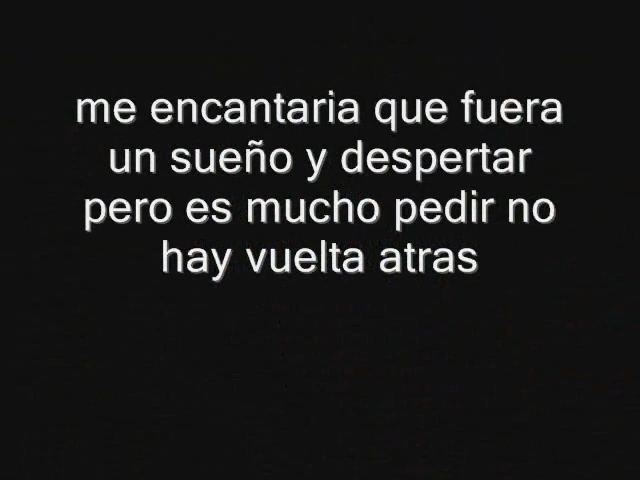 me encantaria que fuera
un sueño y despertar
pero es mucho pedir no
hay vuelta atras